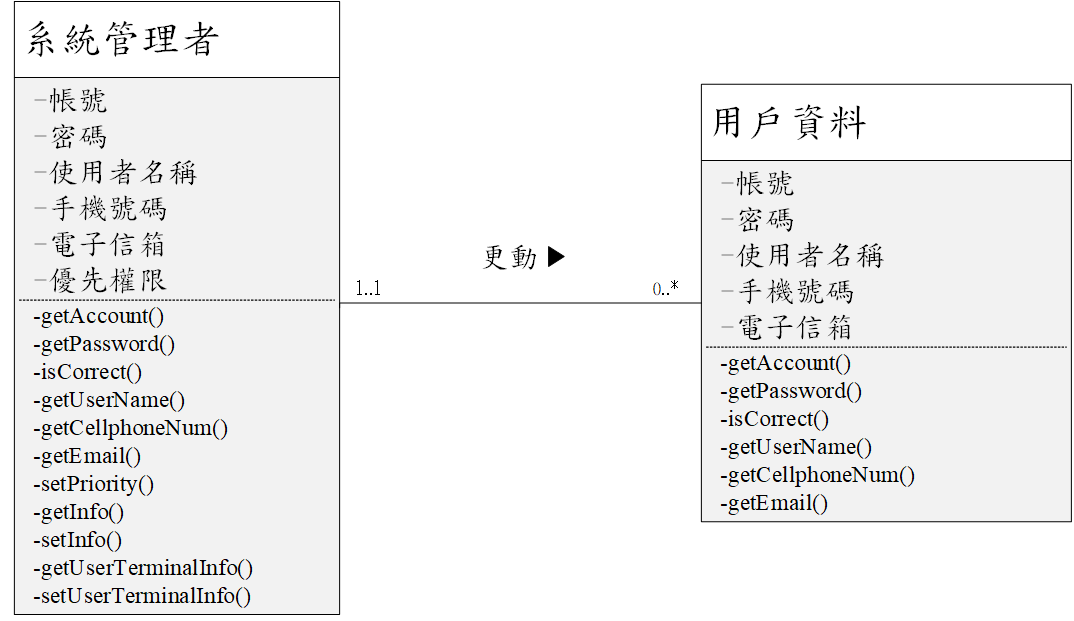 系統管理者
-帳號
-密碼
-使用者名稱
-手機號碼
-電子信箱
-優先權限
-getAccount()
-getPassword()
-isCorrect()
-getUserName()
-getCellphoneNum()
-getEmail()
-setPriority()
-getInfo()
-setInfo()
-getUserTerminalInfo()
-setUserTerminalInfo()
更動▶
1..1
0..*
用戶資料
-帳號
-密碼
-使用者名稱
-手機號碼
-電子信箱
-getAccount()
-getPassword()
-isCorrect()
-getUserName()
-getCellphoneNum()
-getEmail()